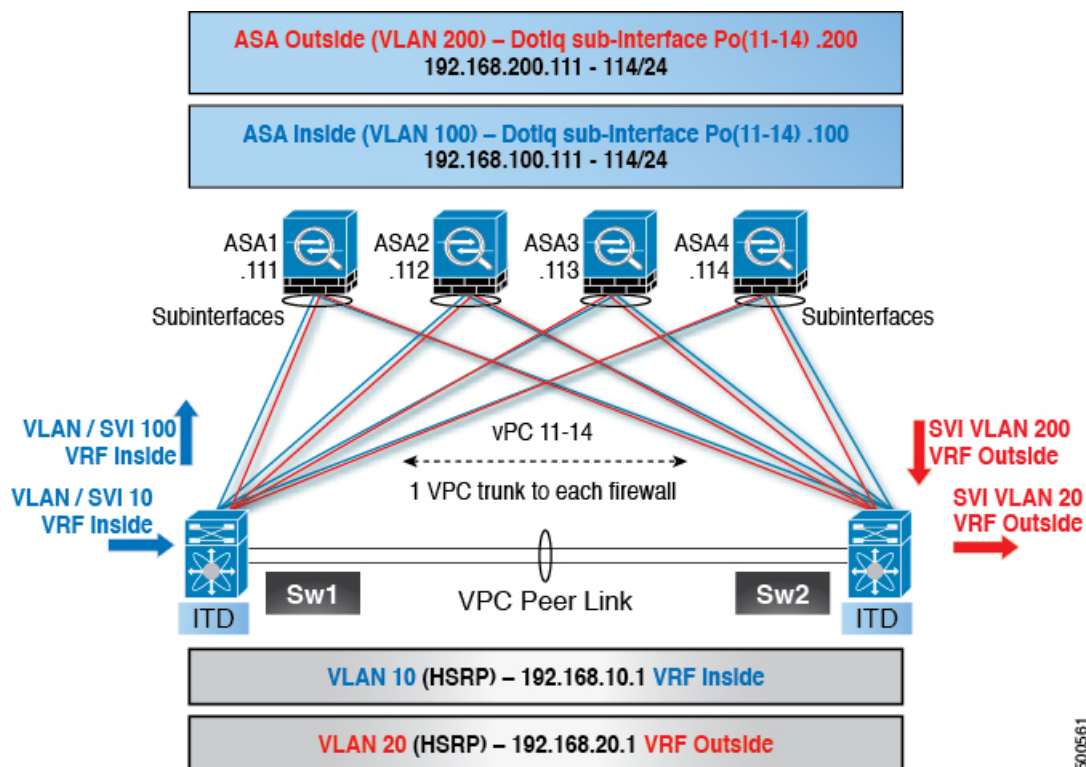 ASA Outside (VLAN 200) – Dotlq sub-Interface Po(11-14) .200
192.168.200.111 - 114/24
ASA Inside (VLAN 100) – Dotlq sub-Interface Po(11-14) .100
192.168.100.111 - 114/24
ASA1
.111
ASA2
.112
ASA3
.113
ASA4
.114
Subinterfaces
Subinterfaces
VLAN / SVI 100
VRF Inside
VLAN / SVI 10
VRF Inside
vPC 11-14
1 VPC trunk to each firewall
SVI VLAN 200
VRF Outside
SVI VLAN 20
VRF Outside
Sw1
VPC Peer Link
Sw2
ITD
ITD
VLAN 10 (HSRP) – 192.168.10.1 VRF Inside
VLAN 20 (HSRP) – 192.168.20.1 VRF Outside
500561